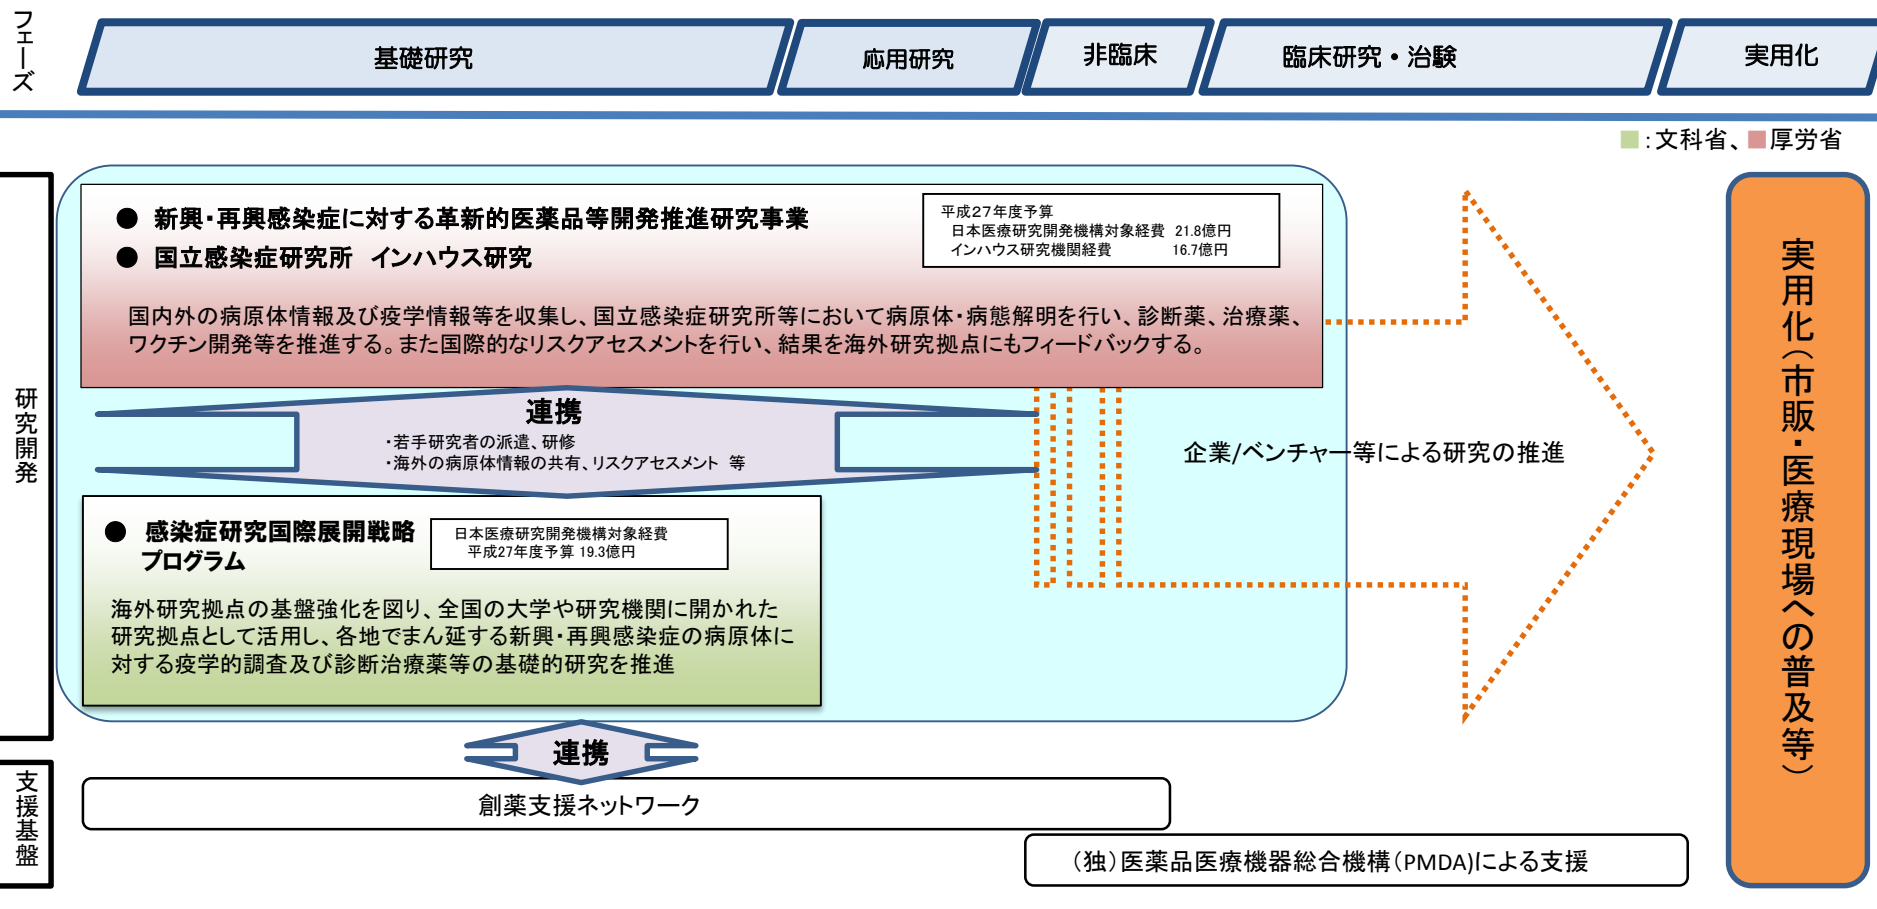 フェーズ
基礎研究
応用研究
非臨床
臨床研究・治験
実用化
:文科省、 厚労省
研究開発
● 新興・再興感染症に対する革新的医薬品等開発推進研究事業
● 国立感染症研究所 インハウス研究
平成27年度予算
日本医療研究開発機構対象経費 21.8億円
インハウス研究機関経費 16.7億円
国内外の病原体情報及び疫学情報等を収集し、国立感染症研究所等において病原体・病態解明を行い、診断薬、治療薬、
ワクチン開発等を推進する。また国際的なリスクアセスメントを行い、結果を海外研究拠点にもフィードバックする。
連携
・若手研究者の派遣、研修
・海外の病原体情報の共有、リスクアセスメント 等
企業/ベンチャー等による研究の推進
● 感染症研究国際展開戦略
プログラム
日本医療研究開発機構対象経費
平成27年度予算 19.3億円
海外研究拠点の基盤強化を図り、全国の大学や研究機関に開かれた
研究拠点として活用し、各地でまん延する新興・再興感染症の病原体に
対する疫学的調査及び診断治療薬等の基礎的研究を推進
実用化（市販・医療現場への普及等）
連携
支援基盤
創薬支援ネットワーク
（独）医薬品医療機器総合機構（PMDA)による支援